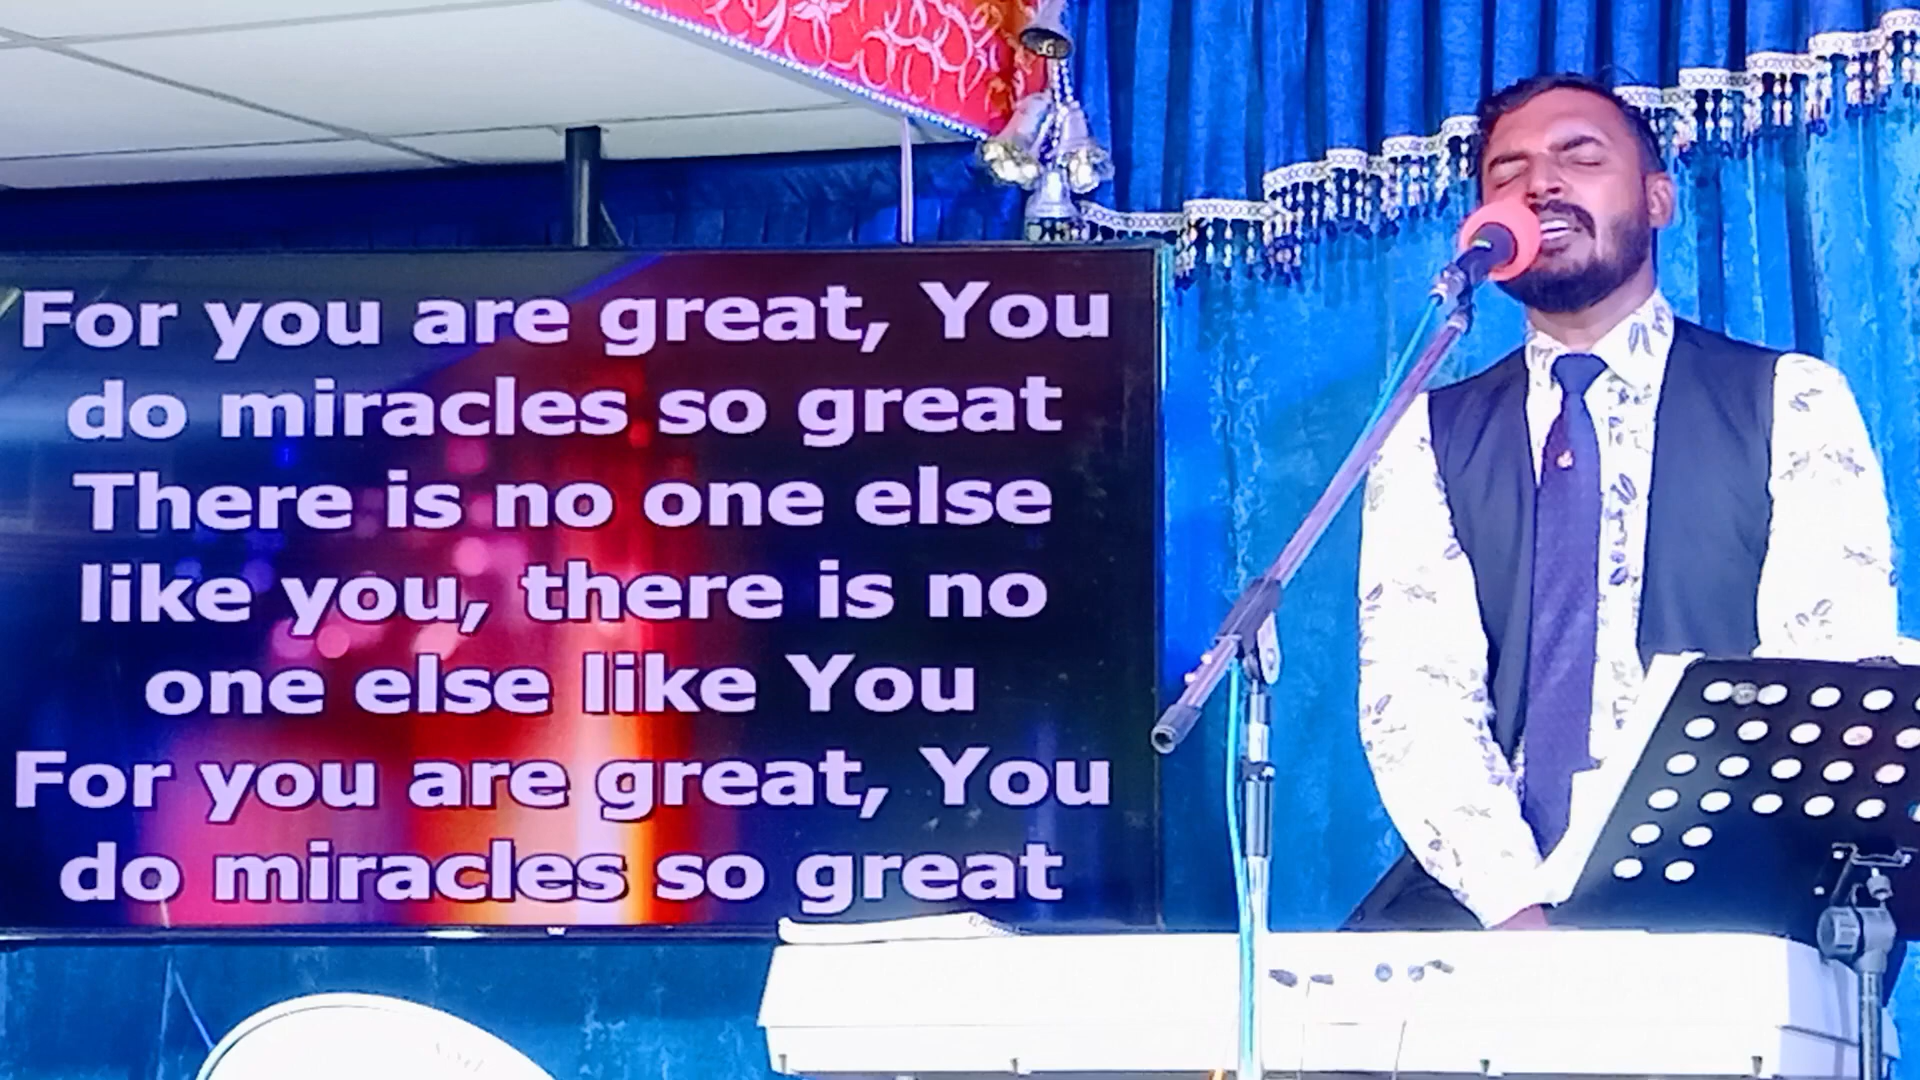 For you are great, You
do miracles so great
There is no one else
like you, there is no
one else like You
For you are great, You
do miracles so great